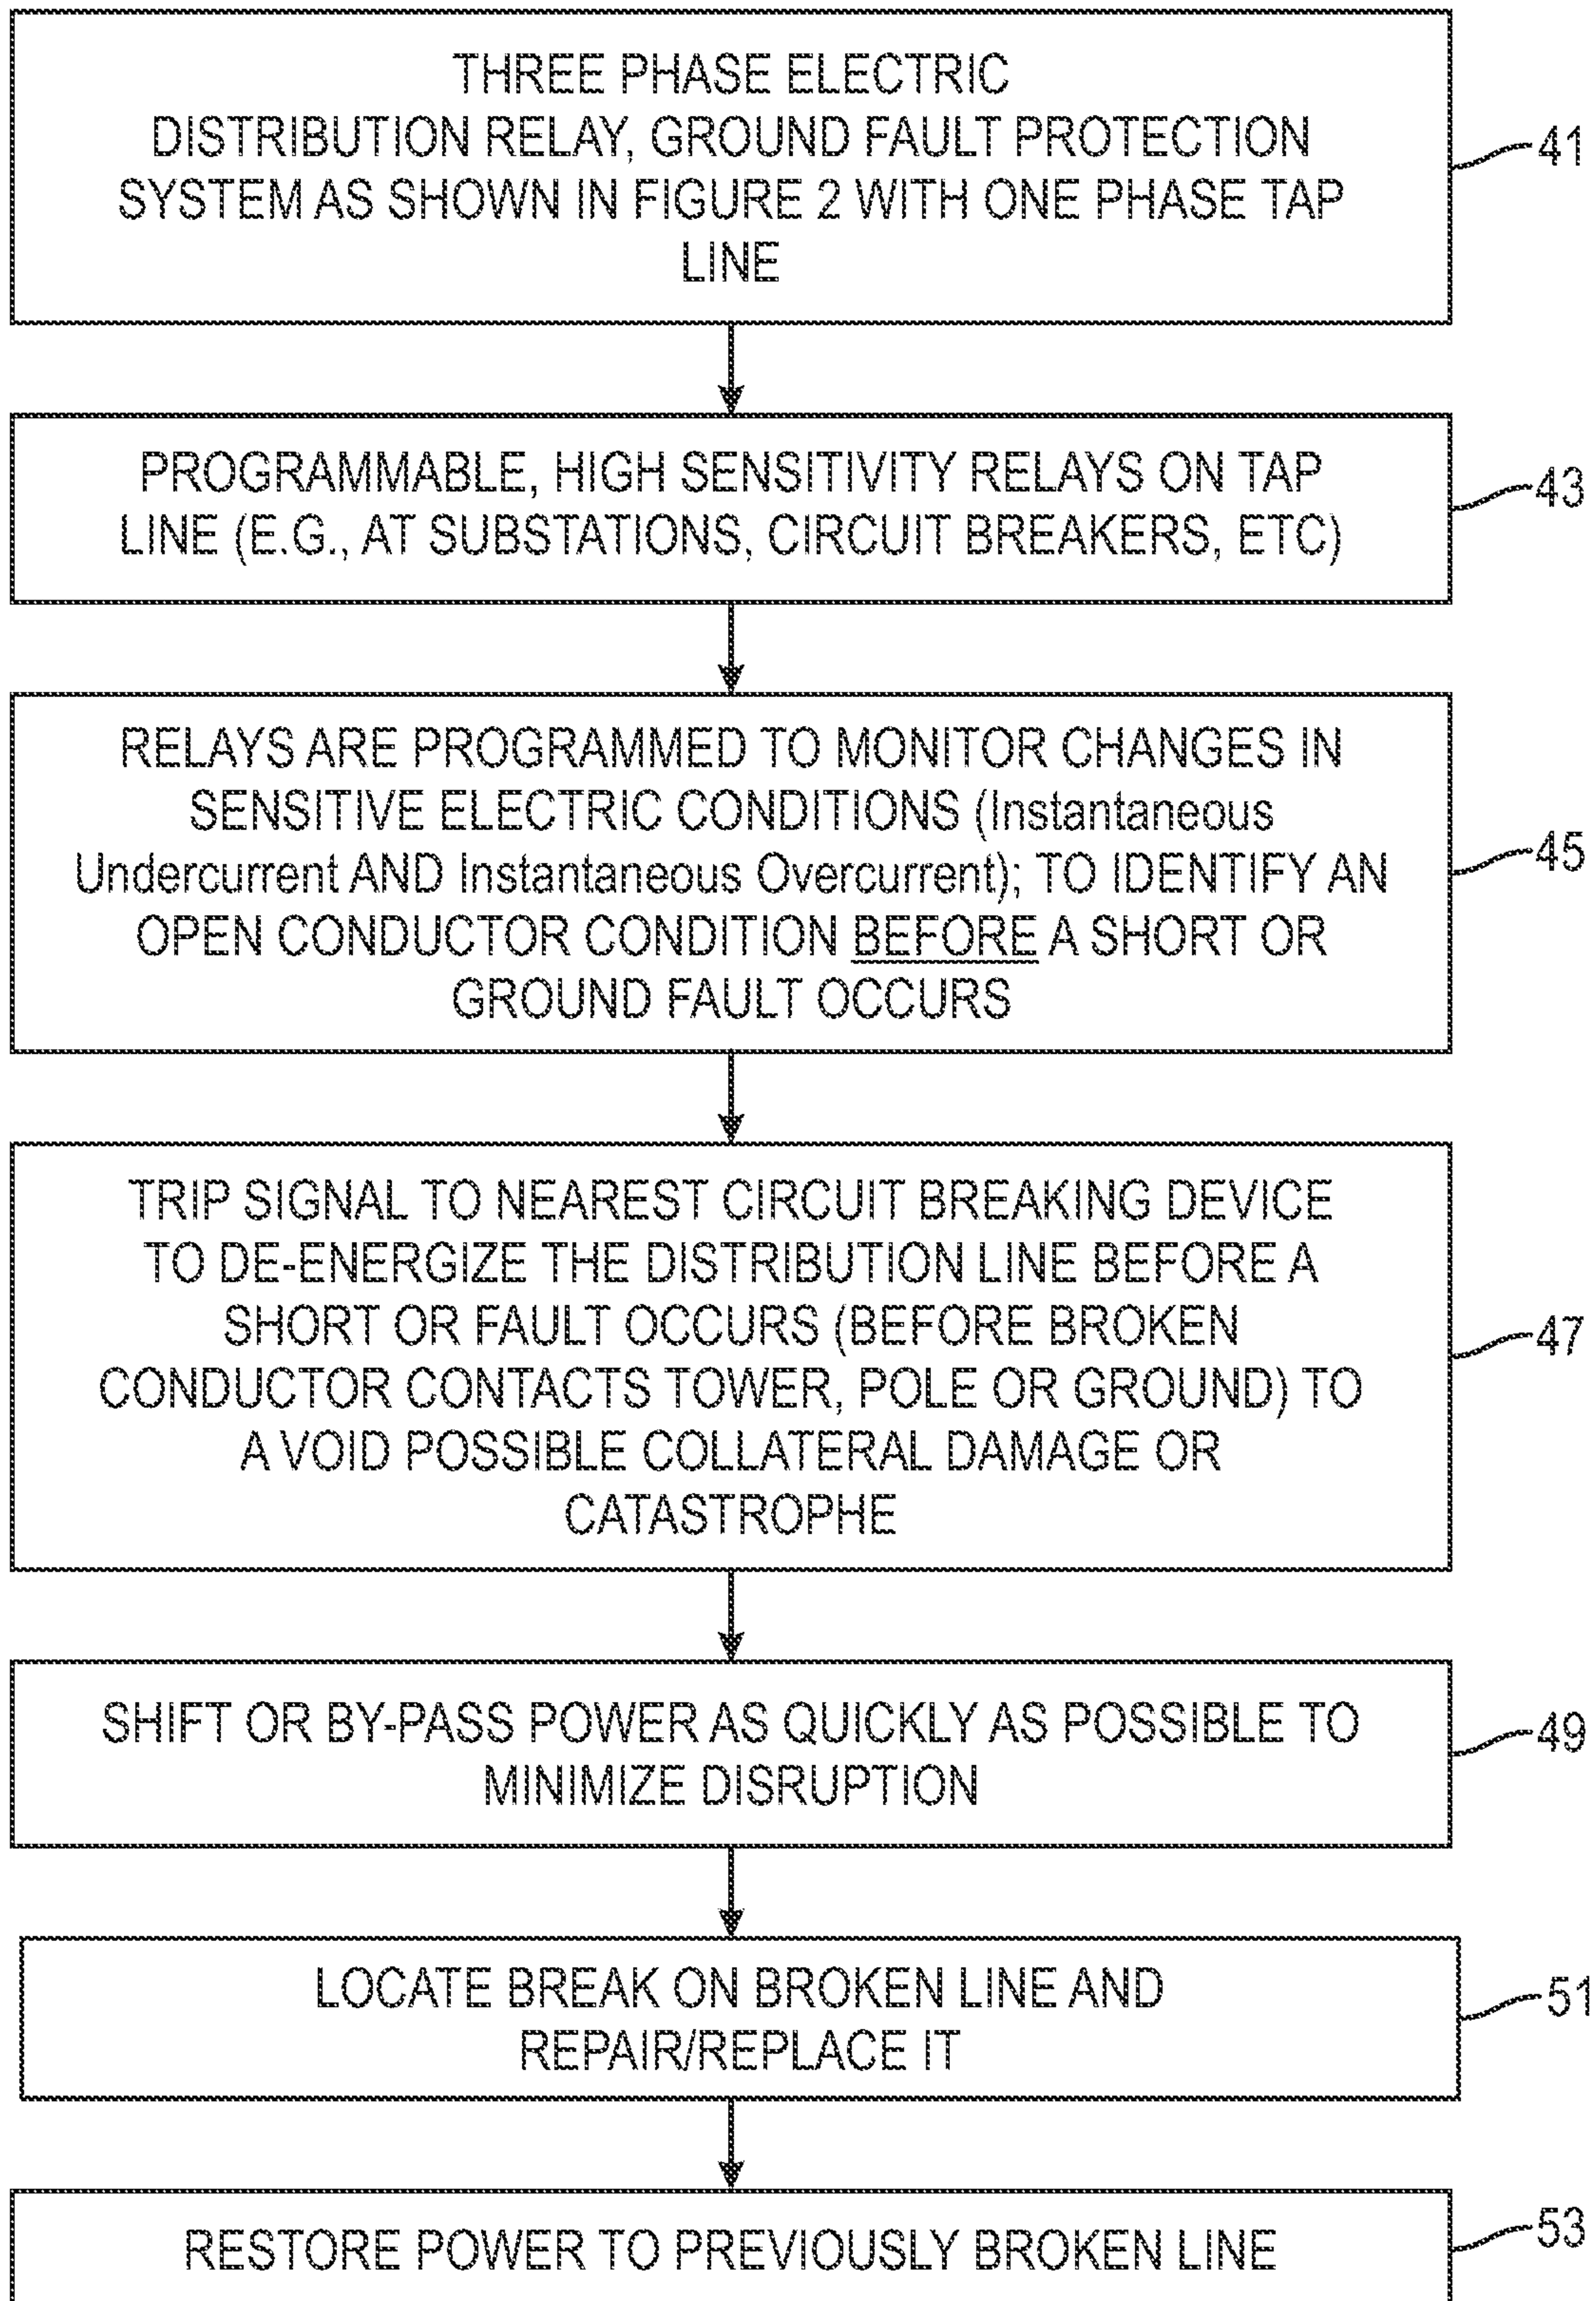 THREE PHASE ELECTRIC
DISTRIBUTION RELAY, GROUND FAULT PROTECTION
SYSTEM AS SHOWN IN FIGURE 2 WITH ONE PHASE TAP
LINE
41
PROGRAMMABLE, HIGH SENSITIVITY RELAYS ON TAP
LINE (E.G., AT SUBSTATIONS, CIRCUIT BREAKERS, ETC)
43
RELAYS ARE PROGRAMMED TO MONITOR CHANGES IN
SENSITIVE ELECTRIC CONDITIONS (Instantaneous
Undercurrent AND Instantaneous Overcurrent); TO IDENTIFY AN
OPEN CONDUCTOR CONDITION BEFORE A SHORT OR
GROUND FAULT OCCURS
45
TRIP SIGNAL TO NEAREST CIRCUIT BREAKING DEVICE
TO DE-ENERGIZE THE DISTRIBUTION LINE BEFORE A
SHORT OR FAULT OCCURS (BEFORE BROKEN
CONDUCTOR CONTACTS TOWER, POLE OR GROUND) TO
A VOID POSSIBLE COLLATERAL DAMAGE OR
CATASTROPHE
47
SHIFT OR BY-PASS POWER AS QUICKLY AS POSSIBLE TO
MINIMIZE DISRUPTION
49
LOCATE BREAK ON BROKEN LINE AND
REPAIR/REPLACE IT
51
RESTORE POWER TO PREVIOUSLY BROKEN LINE
53